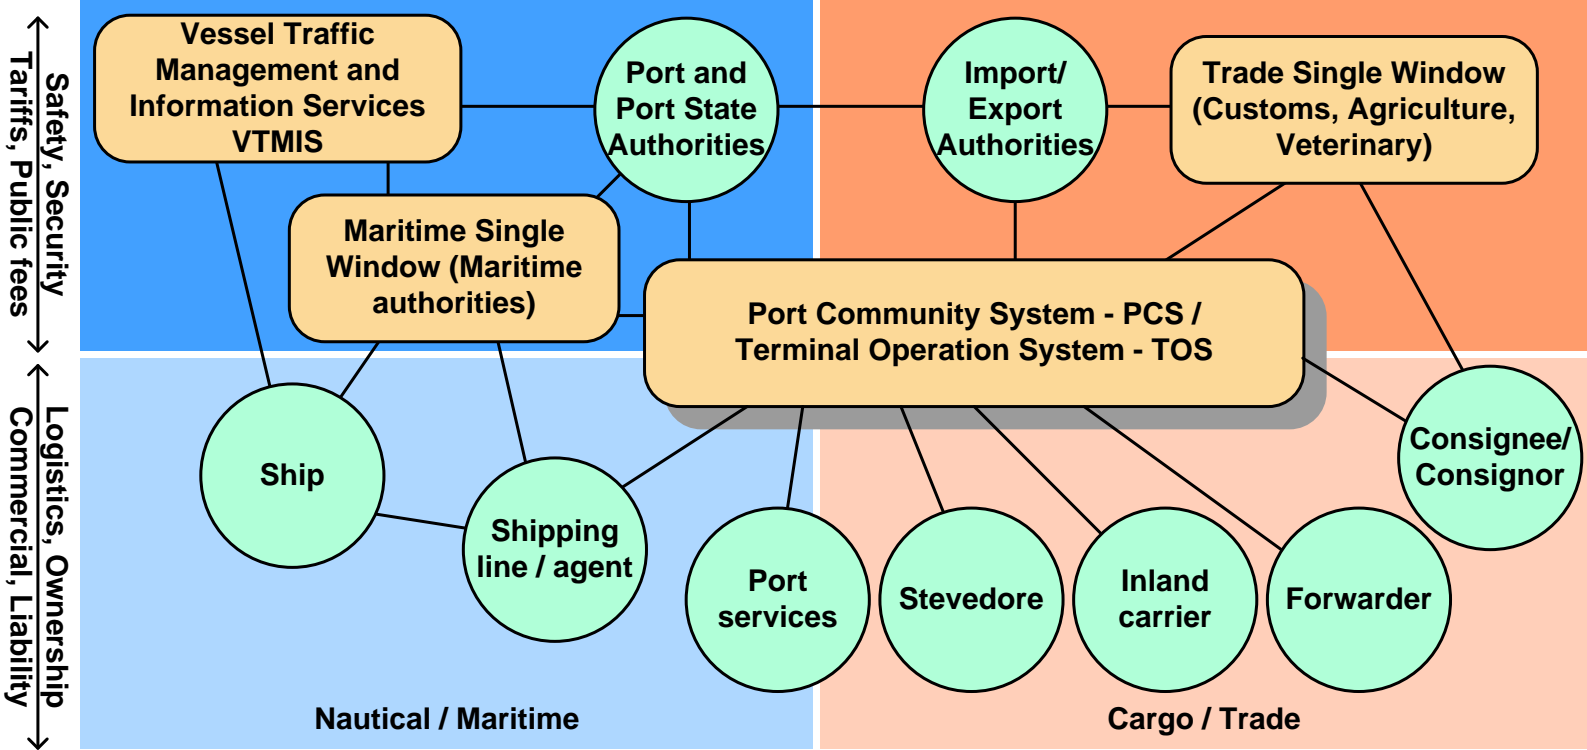 Safety, Security
Tariffs, Public fees
Logistics, Ownership
Commercial, Liability
Vessel Traffic
Management and
Information Services
VTMIS
Port and
Port State
Authorities
Import/
Export
Authorities
Trade Single Window
(Customs, Agriculture,
Veterinary)
Maritime Single
Window (Maritime
authorities)
Port Community System - PCS /
Terminal Operation System - TOS
Ship
Shipping
line / agent
Port
services
Stevedore
Inland
carrier
Forwarder
Consignee/
Consignor
Nautical / Maritime
Cargo / Trade